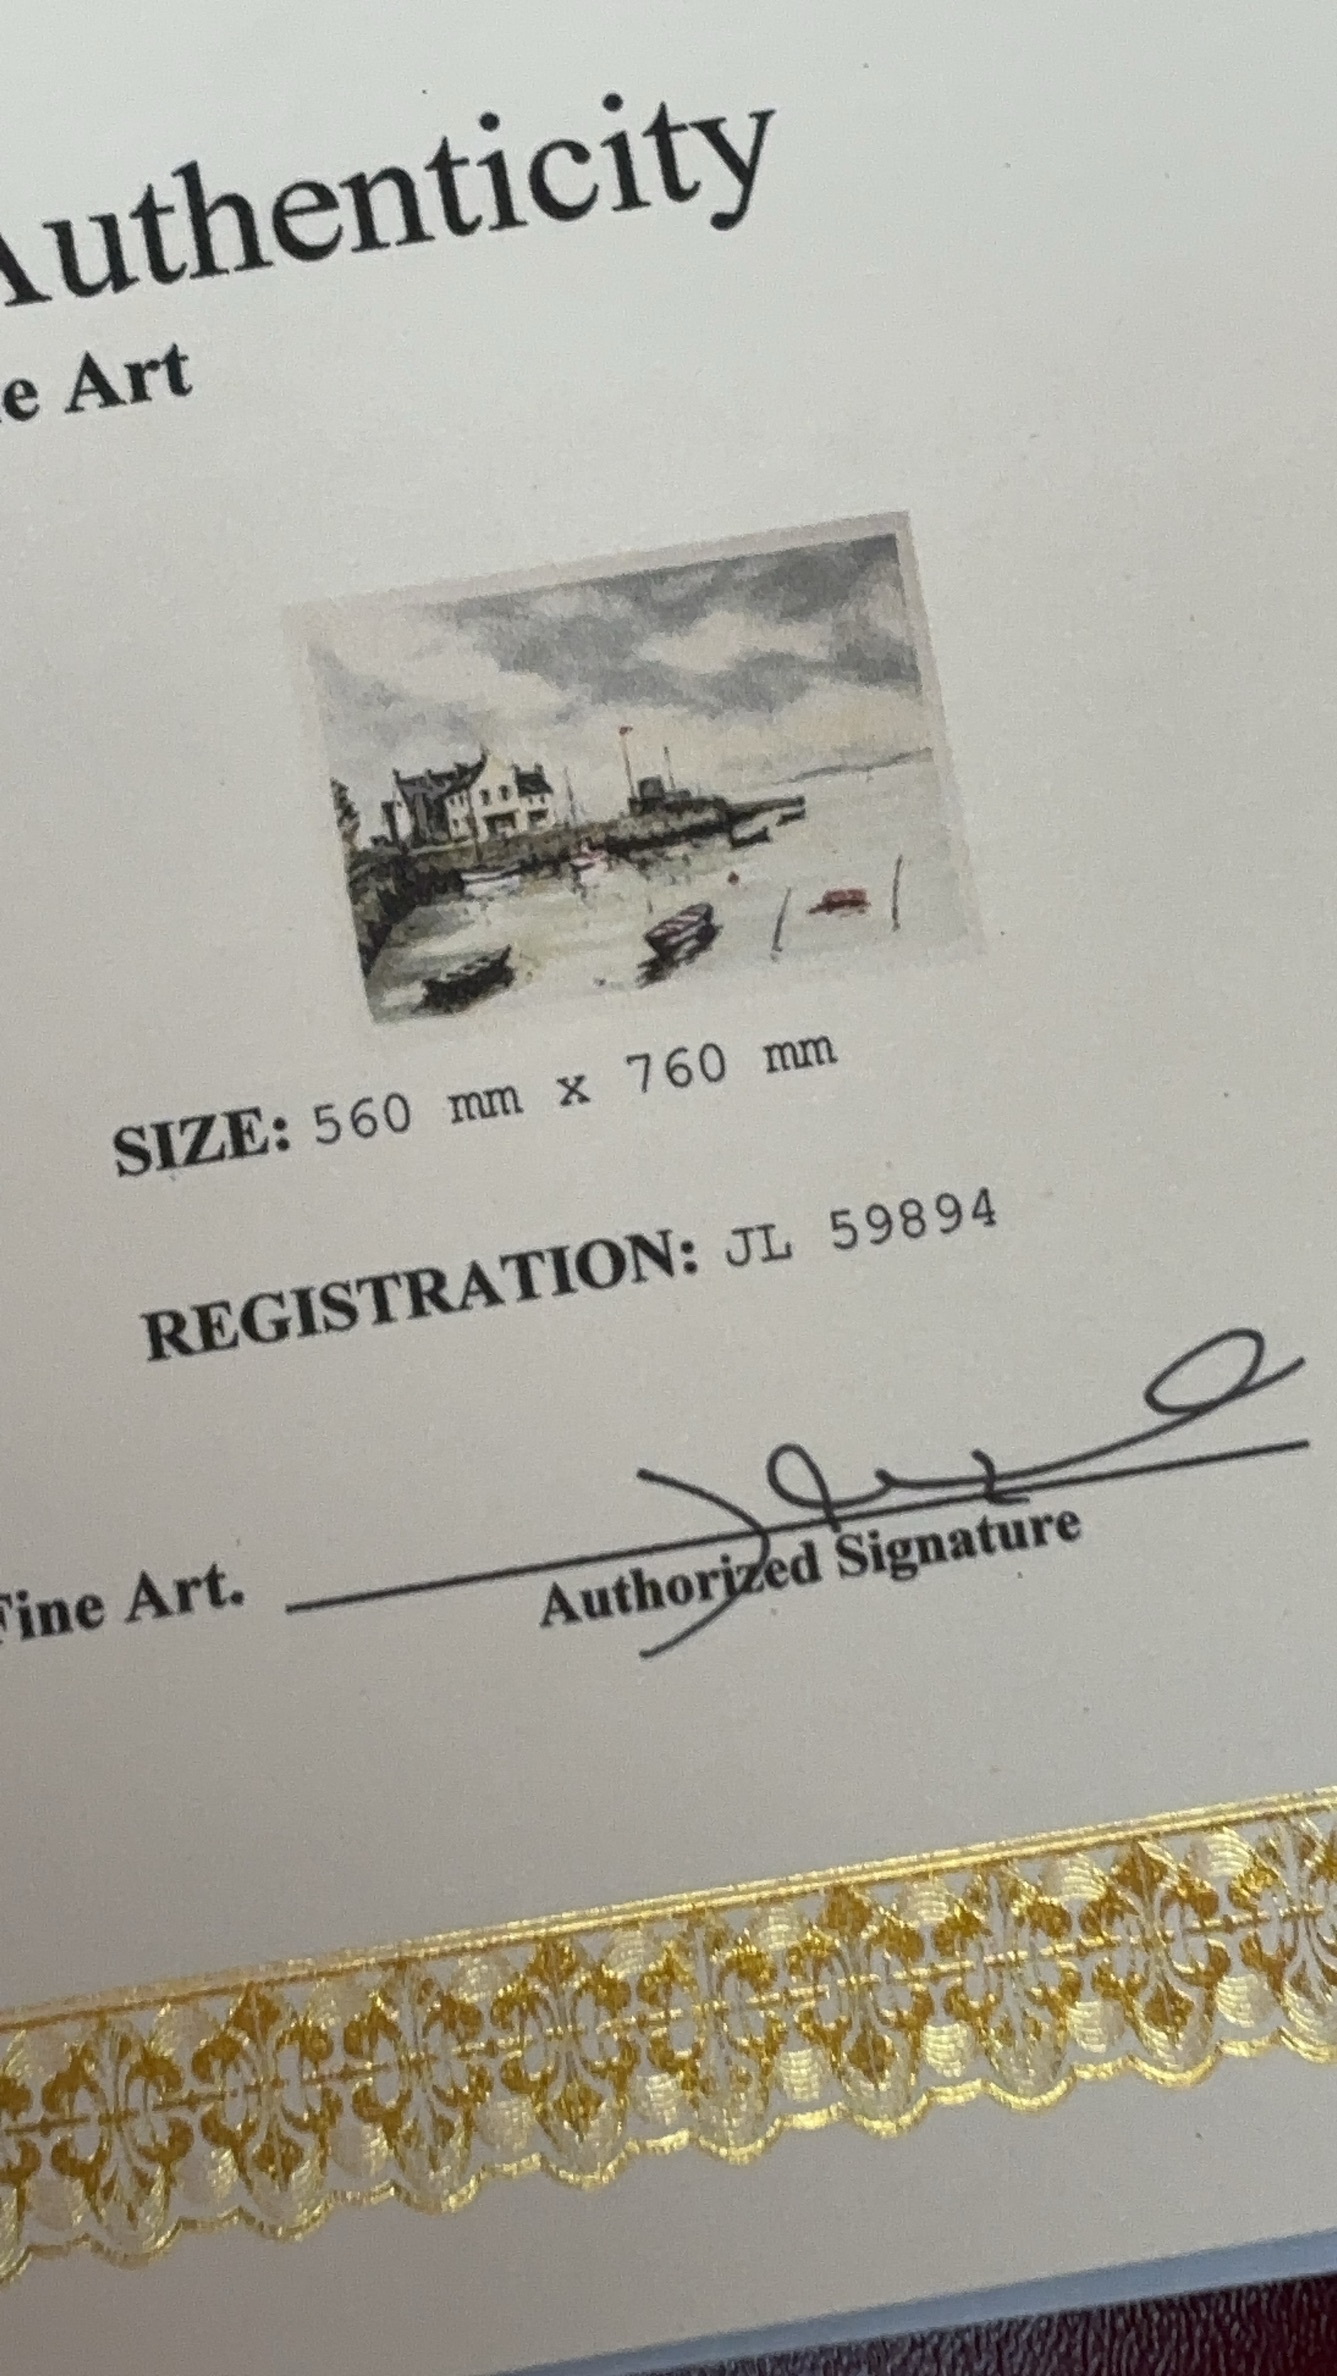 Authenticity
e Art
SIZE: 560 mm x 760 mm
REGISTRATION: JL 59894
Fine Art.
Authorized Signature